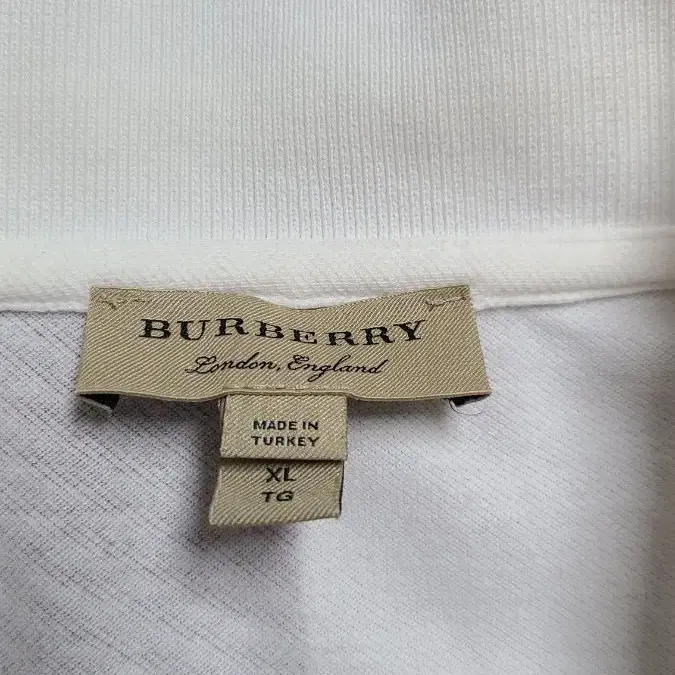 BURBERRY
London, England
MADE IN
TURKEY
XL
TG